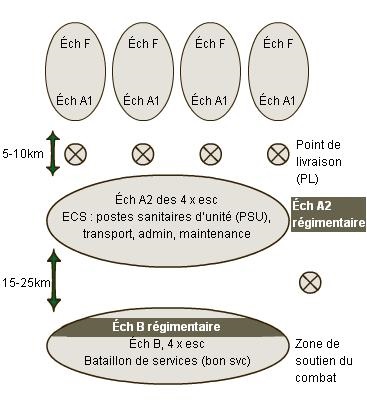 Éch F Éch F Éch F Éch F
Éch A1 Éch A1 Éch A1 Éch A1
5-10km
Point de
livraison
(PL)
Éch A2 des 4 x esc
ECS : postes sanitaires d'unité (PSU),
transport, admin, maintenance
Éch A2
régimentaire
15-25km
Éch B régimentaire
Éch B, 4 x esc
Bataillon de services (bon svc)
Zone de
soutien du
combat